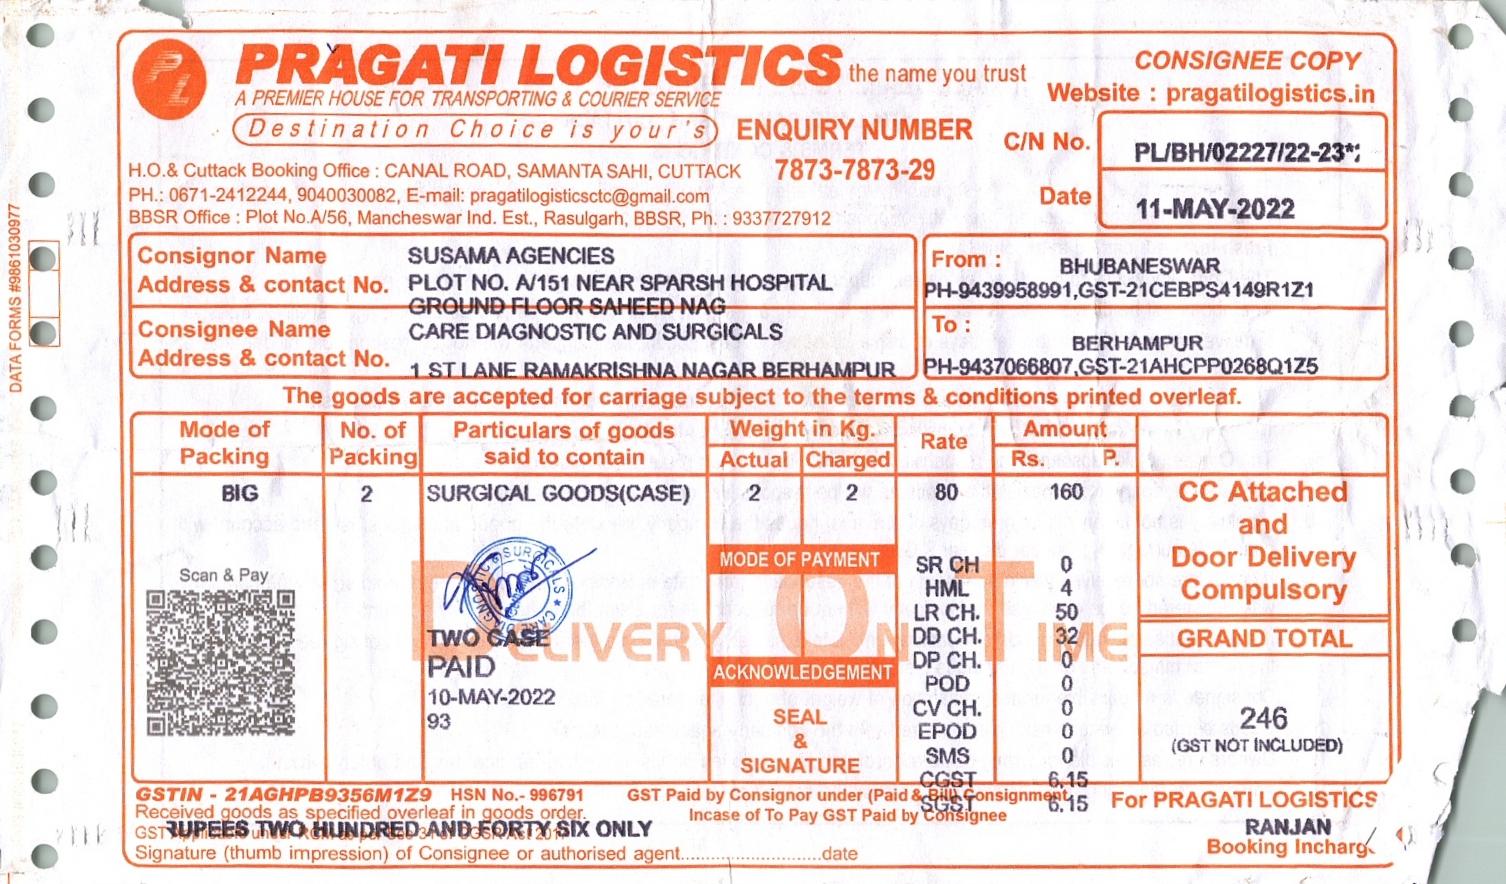 PRAGATI LOGISTICS the name you trust
A PREMIER HOUSE FOR TRANSPORTING & COURIER SERVICE
Destination Choice is your's
ENQUIRY NUMBER
7873-7873-29
CONSIGNEE COPY
Website : pragatilogistics.in
C/N No. PL/BH/02227/22-23*:
Date 11-MAY-2022
H.O.& Cuttack Booking Office : CANAL ROAD, SAMANTA SAHI, CUTTACK
PH.: 0671-2412244, 9040030082, E-mail: pragatilogisticsctc@gmail.com
BBSR Office : Plot No.A/56, Mancheswar Ind. Est., Rasulgarh, BBSR, Ph. : 9337727912
DATA FORMS #9861030977
Consignor Name SUSAMA AGENCIES
Address & contact No. PLOT NO. A/151 NEAR SPARSH HOSPITAL
GROUND FLOOR SAHEED NAG
From : BHUBANESWAR
PH-9439958991,GST-21CEBPS4149R1Z1
Consignee Name CARE DIAGNOSTIC AND SURGICALS
Address & contact No. 1 ST LANE RAMAKRISHNA NAGAR BERHAMPUR
To : BERHAMPUR
PH-9437066807,GST-21AHCPP0268Q1Z5
The goods are accepted for carriage subject to the terms & conditions printed overleaf.
Mode of Packing No. of Packing Particulars of goods said to contain Weight in Kg. Actual Charged Rate Amount Rs. P.
BIG 2 SURGICAL GOODS(CASE) 2 2 80 160
CC Attached
and
Door Delivery
Compulsory
Scan & Pay
DELIVERY ON TIME
MODE OF PAYMENT
SR CH 0
HML 4
LR CH. 50
DD CH. 32
DP CH. 0
POD 0
CV CH. 0
EPOD 0
SMS 0
CGST 6.15
SGST 6.15
SURGICALS * CARE DIAGNOSTIC &
TWO CASE
PAID
10-MAY-2022
93
ACKNOWLEDGEMENT
SEAL
&
SIGNATURE
GRAND TOTAL
246
(GST NOT INCLUDED)
GSTIN - 21AGHPB9356M1Z9 HSN No.- 996791
GST Paid by Consignor under (Paid & Bill) Consignment
Incase of To Pay GST Paid by Consignee
Received goods as specified overleaf in goods order.
RUPEES TWO HUNDRED AND FORTY SIX ONLY
Signature (thumb impression) of Consignee or authorised agent........................date
For PRAGATI LOGISTICS
RANJAN
Booking Incharg